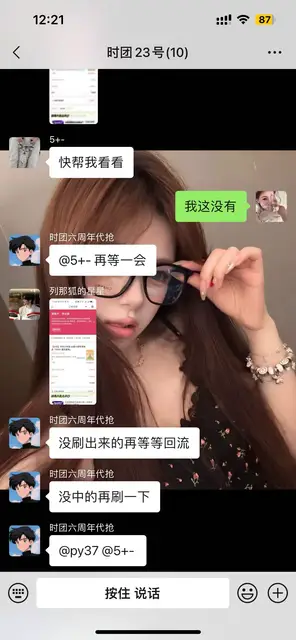 12:21
87
时团23号(10)
5+-
快帮我看看
我这没有
时团六周年代抢
@5+- 再等一会
列那狐的星星
时团六周年代抢
没刷出来的再等等回流
时团六周年代抢
没中的再刷一下
时团六周年代抢
@py37 @5+-
按住 说话